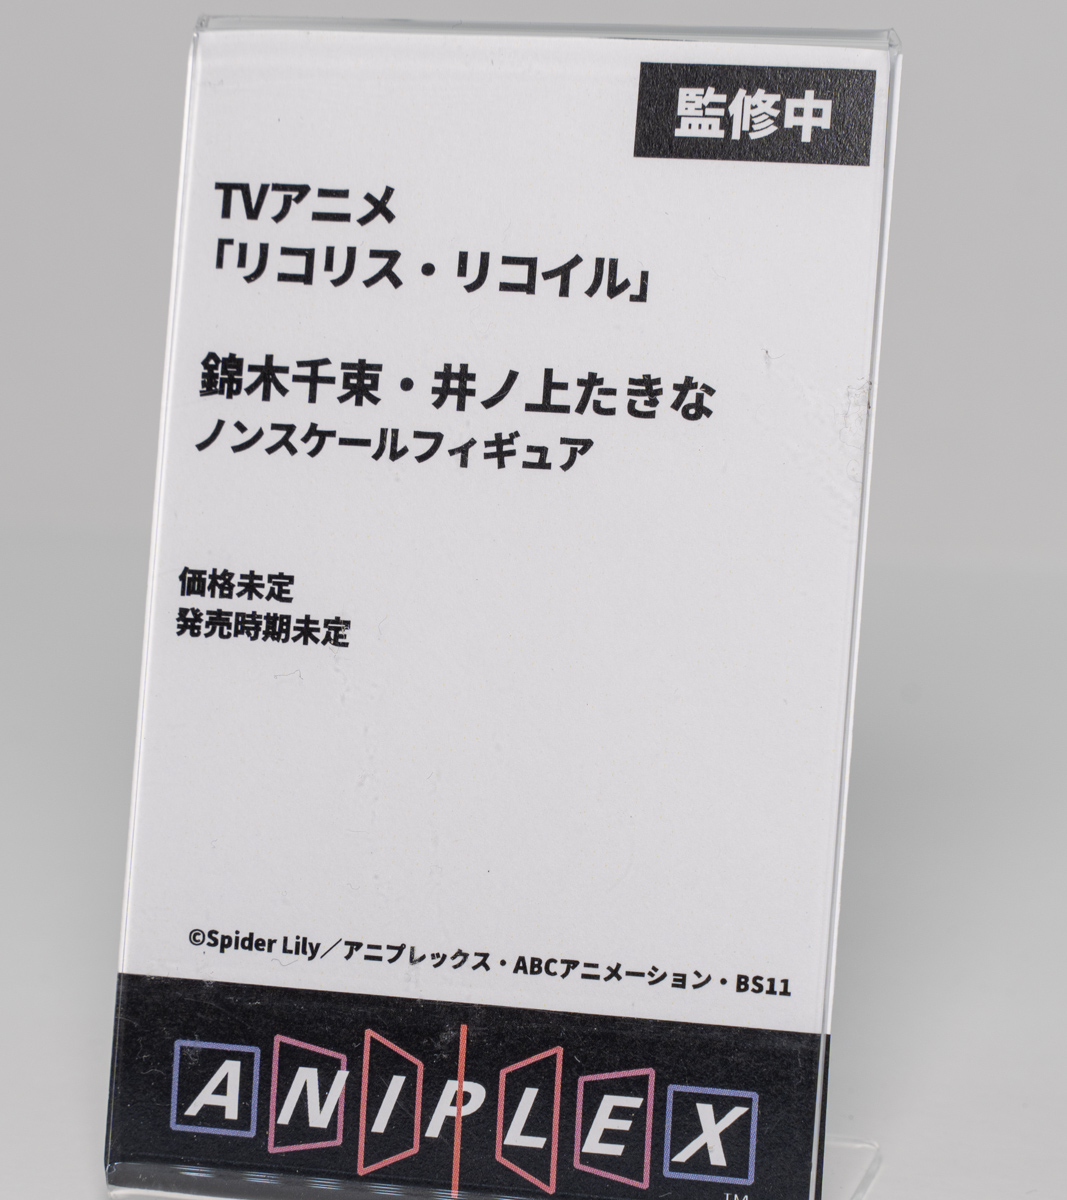 監修中
TVアニメ
「リコリス・リコイル」
錦木千束・井ノ上たきな
ノンスケールフィギュア
価格未定
発売時期未定
©Spider Lily／アニプレックス・ABCアニメーション・BS11
ANIPLEX
TM